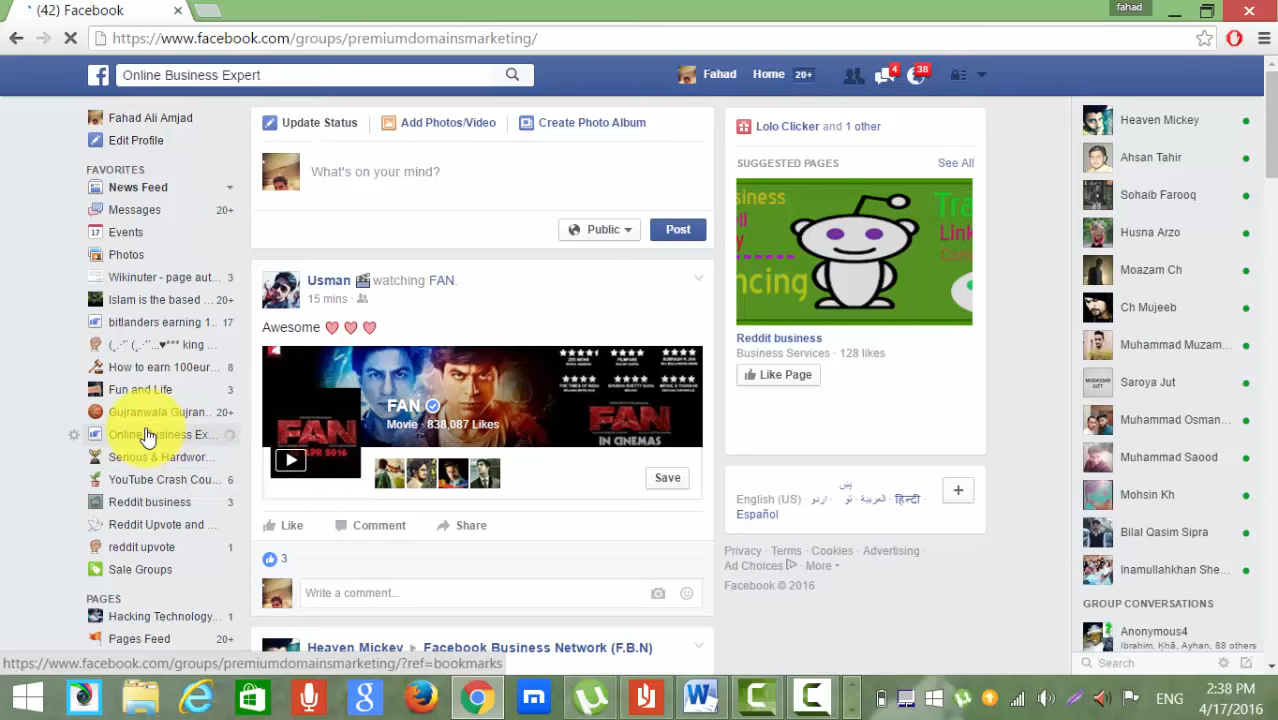 (42) Facebook
fahad
https://www.facebook.com/groups/premiumdomainsmarketing/
Online Business Expert
Fahad
Home 20+
4
38
Fahad Ali Amjad
Edit Profile
FAVORITES
News Feed
Messages 20+
Events
Photos
Wikinuter - page aut... 3
Islam is the based ... 20+
bitlanders earning 1... 17
king ...
How to earn 100eur... 8
Fun and Life 3
Gujranwala Gujran... 20+
Online Business Ex...
Serious & Hardwor...
YouTube Crash Cou... 6
Reddit business
Reddit Upvote and ...
reddit upvote 1
Sale Groups
PAGES
Hacking Technology... 1
Pages Feed 20+
Update Status
Add Photos/Video
Create Photo Album
What's on your mind?
Public
Post
Usman watching FAN.
15 mins ·
Awesome
FAN
APR 2016
FAN
Movie · 838,087 Likes
FAN
IN CINEMAS
Save
Like
Comment
Share
3
Write a comment...
Heaven Mickey ▸ Facebook Business Network (F.B.N)
Lolo Clicker and 1 other
SUGGESTED PAGES
See All
Reddit business
Business Services · 128 likes
Like Page
English (US) · اردو · پښتو · العربية · हिन्दी ·
Español
Privacy · Terms · Cookies · Advertising ·
Ad Choices · More
Facebook © 2016
Heaven Mickey
Ahsan Tahir
Sohaib Farooq
Husna Arzo
Moazam Ch
Ch Mujeeb
Muhammad Muzam...
Saroya Jut
Muhammad Osman...
Muhammad Saood
Mohsin Kh
Bilal Qasim Sipra
Inamullahkhan She...
GROUP CONVERSATIONS
Anonymous4
Ibrahim, Khã, Ayhan, 88 others
Search
https://www.facebook.com/groups/premiumdomainsmarketing/?ref=bookmarks
ENG
2:38 PM
4/17/2016